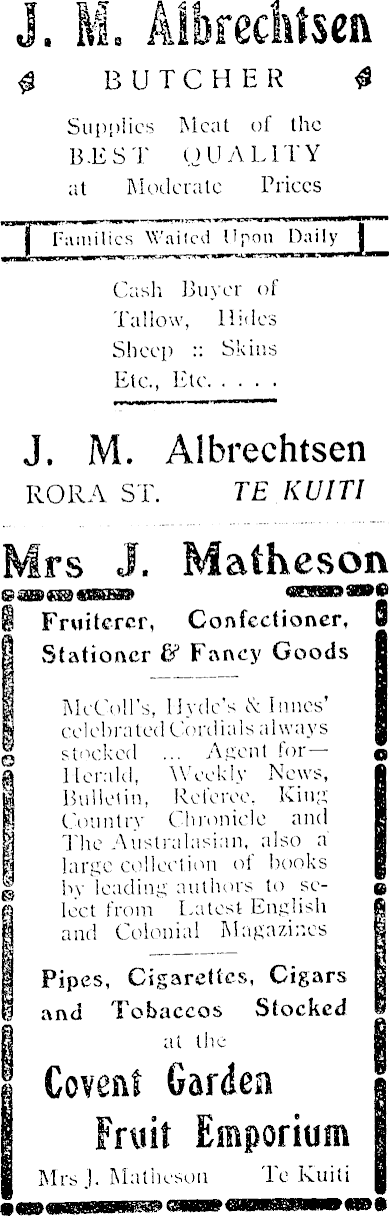 J. M. Albrechtsen
BUTCHER
Supplies Meat of the
BEST QUALITY
at Moderate Prices
Families Waited Upon Daily
Cash Buyer of
Tallow, Hides
Sheep :: Skins
Etc., Etc. . . . .
J. M. Albrechtsen
RORA ST. TE KUITI
Mrs J. Matheson
Fruiterer, Confectioner,
Stationer & Fancy Goods
McColl's, Hyde's & Innes'
celebrated Cordials always
stocked ... Agent for—
Herald, Weekly News,
Bulletin, Referee, King
Country Chronicle and
The Australasian, also a
large collection of books
by leading authors to se-
lect from Latest English
and Colonial Magazines
Pipes, Cigarettes, Cigars
and Tobaccos Stocked
at the
Covent Garden
Fruit Emporium
Mrs J. Matheson Te Kuiti